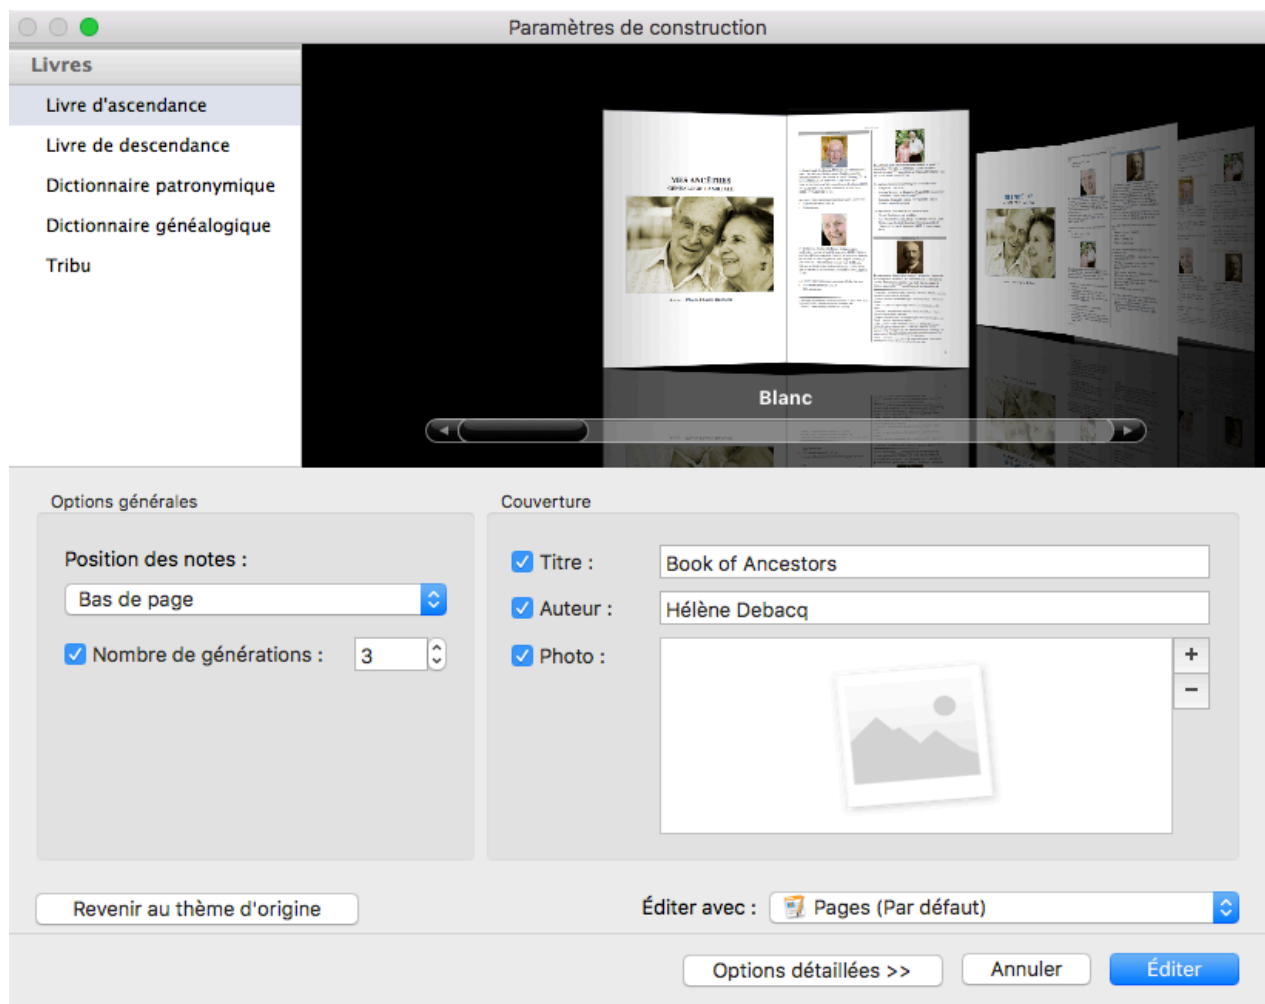 Paramètres de construction
Livres
Livre d'ascendance
Livre de descendance
Dictionnaire patronymique
Dictionnaire généalogique
Tribu
MES ANCÊTRES
Blanc
Options générales
Position des notes :
Bas de page
Nombre de générations :
3
Couverture
Titre :
Book of Ancestors
Auteur :
Hélène Debacq
Photo :
+
−
Revenir au thème d'origine
Éditer avec :
Pages (Par défaut)
Options détaillées >>
Annuler
Éditer